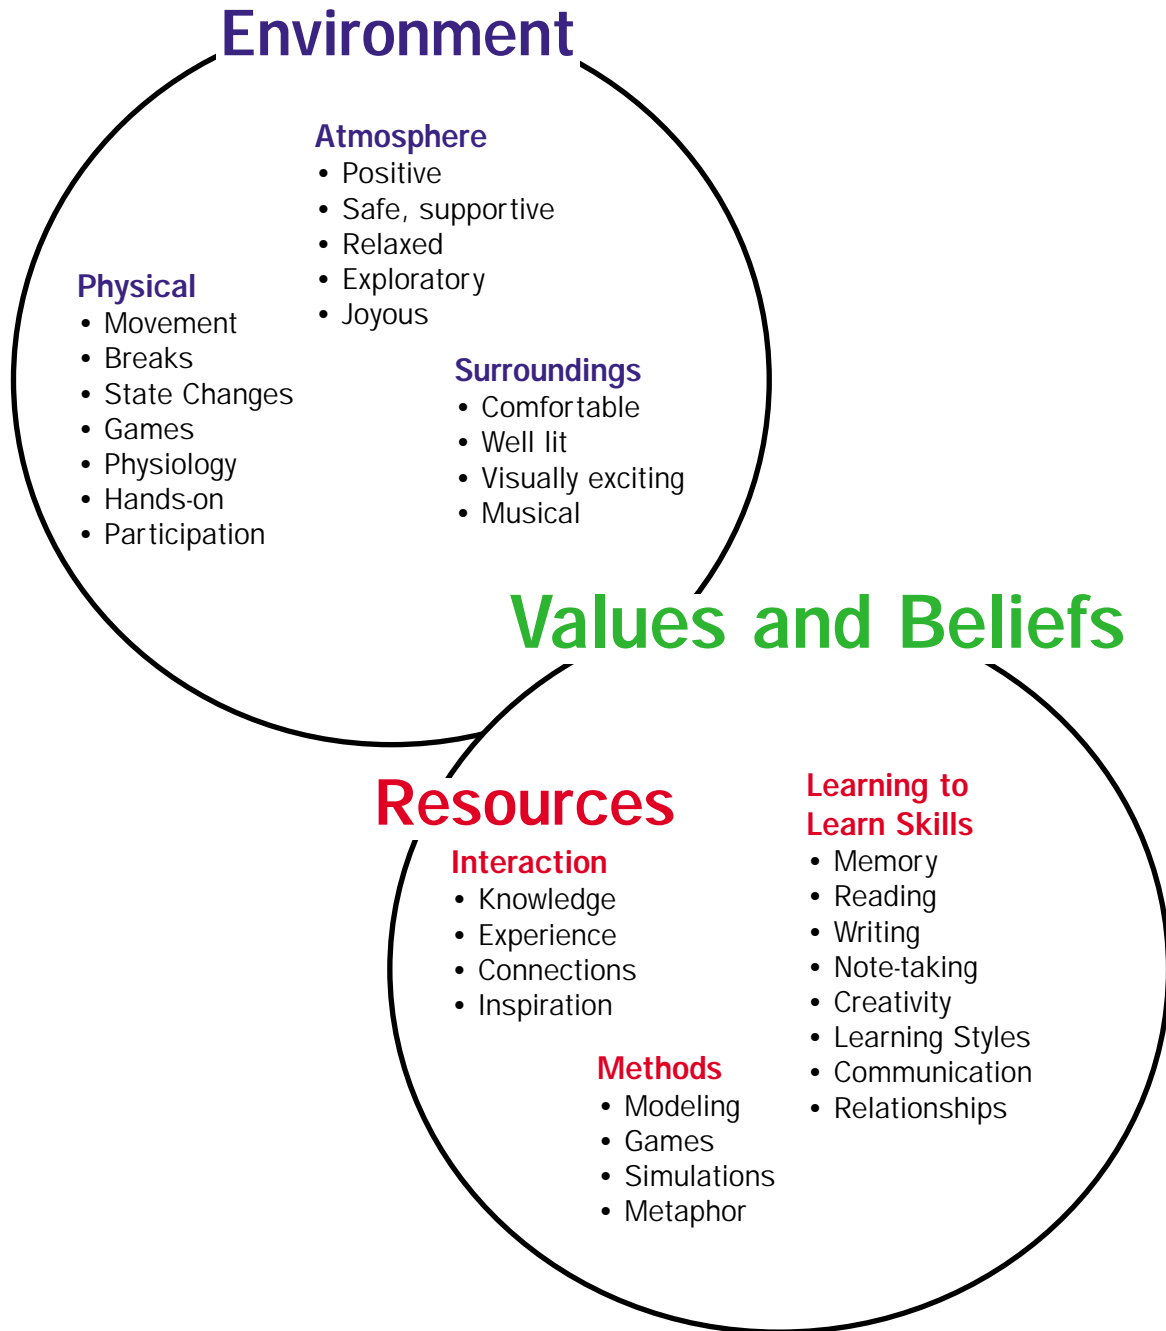 Environment
Atmosphere
• Positive
• Safe, supportive
• Relaxed
• Exploratory
• Joyous
Physical
• Movement
• Breaks
• State Changes
• Games
• Physiology
• Hands-on
• Participation
Surroundings
• Comfortable
• Well lit
• Visually exciting
• Musical
Values and Beliefs
Resources
Interaction
• Knowledge
• Experience
• Connections
• Inspiration
Methods
• Modeling
• Games
• Simulations
• Metaphor
Learning to
Learn Skills
• Memory
• Reading
• Writing
• Note-taking
• Creativity
• Learning Styles
• Communication
• Relationships